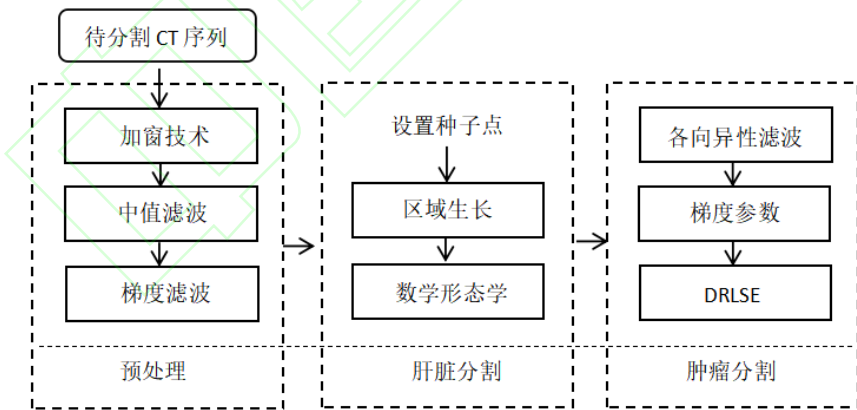 待分割 CT 序列
加窗技术
中值滤波
梯度滤波
预处理
设置种子点
区域生长
数学形态学
肝脏分割
各向异性滤波
梯度参数
DRLSE
肿瘤分割